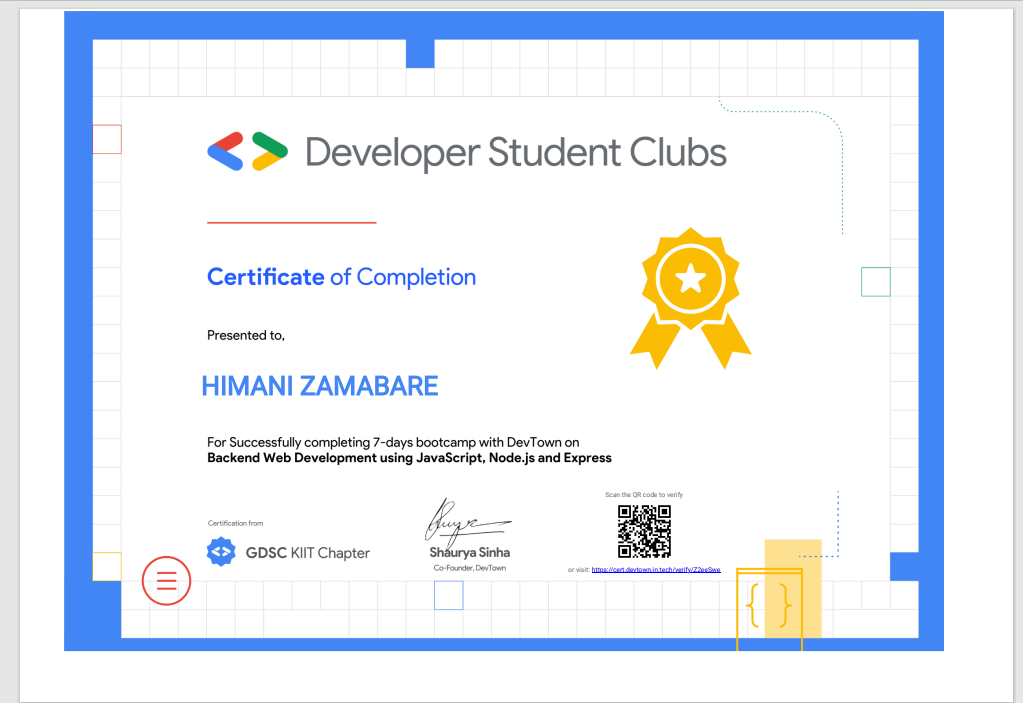 Developer Student Clubs
Certificate of Completion
Presented to,
HIMANI ZAMABARE
For Successfully completing 7-days bootcamp with DevTown on
Backend Web Development using JavaScript, Node.js and Express
Scan the QR code to verify
Certification from
GDSC KIIT Chapter
Shaurya Sinha
Co-Founder, DevTown
or visit: https://cert.devtown.in.tech/verify/Z2eeSwe
{ }